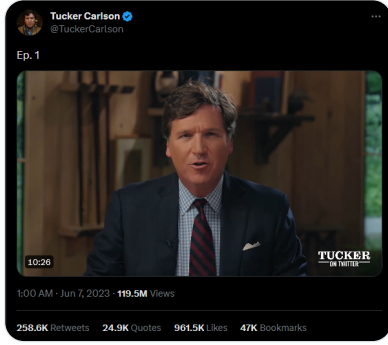 Tucker Carlson
@TuckerCarlson
Ep. 1
10:26
TUCKER
ON TWITTER
1:00 AM · Jun 7, 2023 · 119.5M Views
258.6K Retweets 24.9K Quotes 961.5K Likes 47K Bookmarks